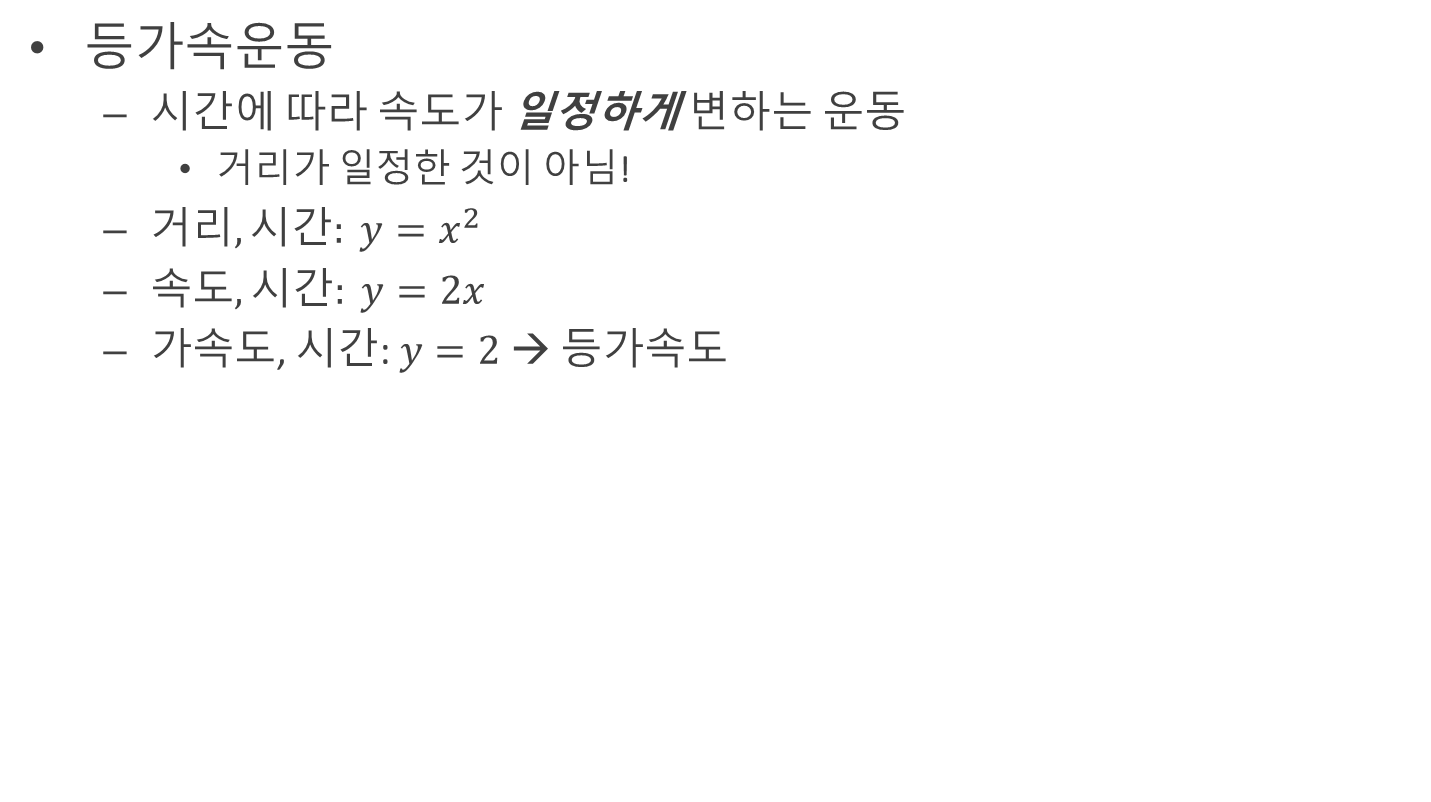 • 등가속운동
– 시간에 따라 속도가 일정하게 변하는 운동
• 거리가 일정한 것이 아님!
– 거리, 시간: y = x²
– 속도, 시간: y = 2x
– 가속도, 시간: y = 2 → 등가속도